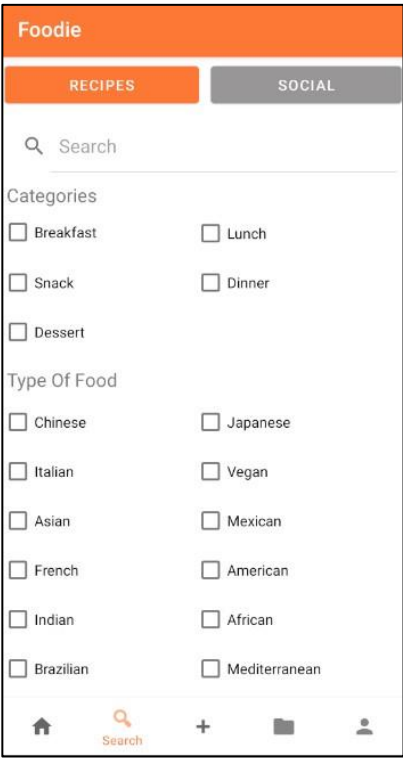 Foodie
RECIPES SOCIAL
Search
Categories
Breakfast Lunch
Snack Dinner
Dessert
Type Of Food
Chinese Japanese
Italian Vegan
Asian Mexican
French American
Indian African
Brazilian Mediterranean
Search